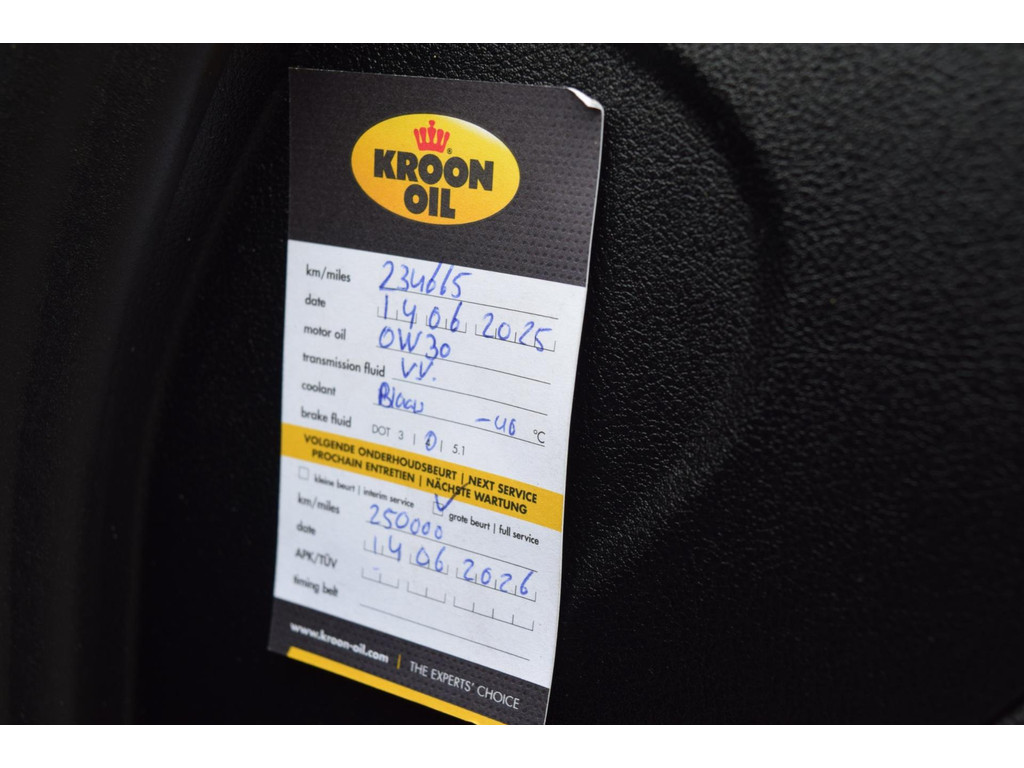 KROON
OIL
km/miles 234665
date 14 06 2025
motor oil 0W30
transmission fluid VV.
coolant Blauw -40 °C
brake fluid DOT 3 | 4 | 5.1
VOLGENDE ONDERHOUDSBEURT | NEXT SERVICE
PROCHAIN ENTRETIEN | NÄCHSTE WARTUNG
kleine beurt | interim service grote beurt | full service
km/miles 250000
date 14 06 2026
APK/TÜV
timing belt
www.kroon-oil.com | THE EXPERTS' CHOICE